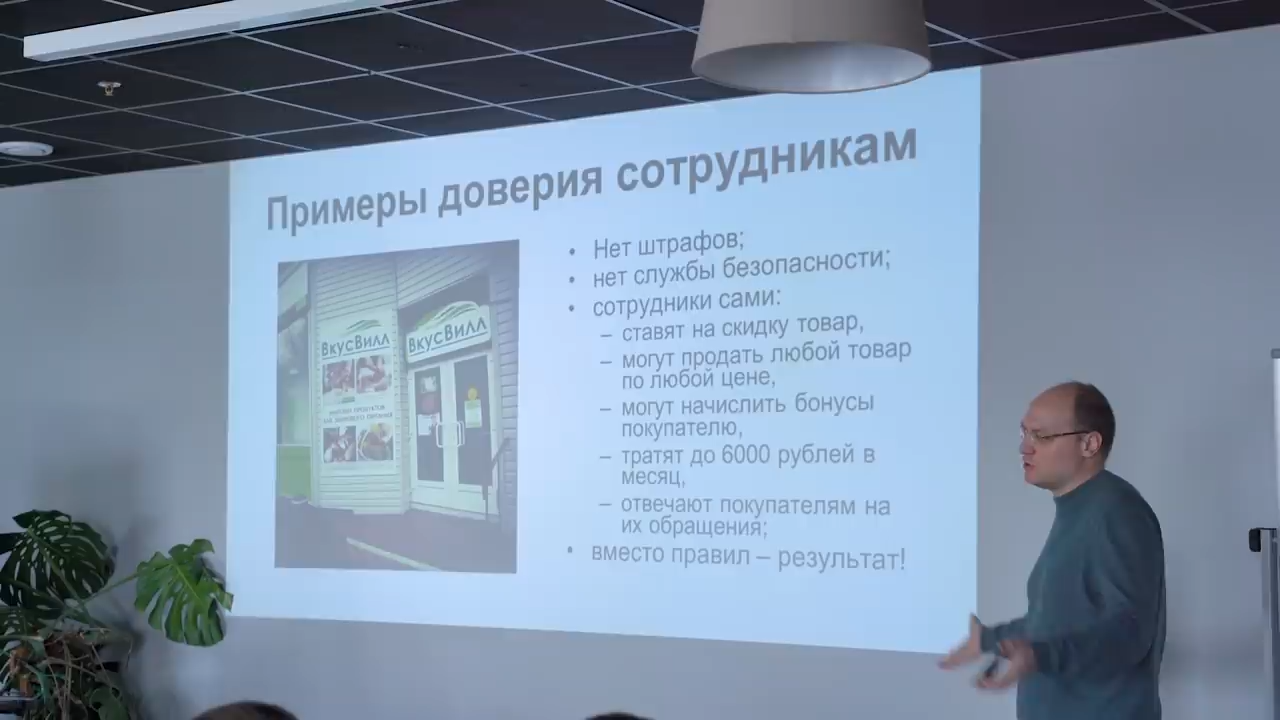 Примеры доверия сотрудникам
• Нет штрафов;
• нет службы безопасности;
• сотрудники сами:
– ставят на скидку товар,
– могут продать любой товар
по любой цене,
– могут начислить бонусы
покупателю,
– тратят до 6000 рублей в
месяц,
– отвечают покупателям на
их обращения;
• вместо правил – результат!
ВкусВилл
ВкусВилл